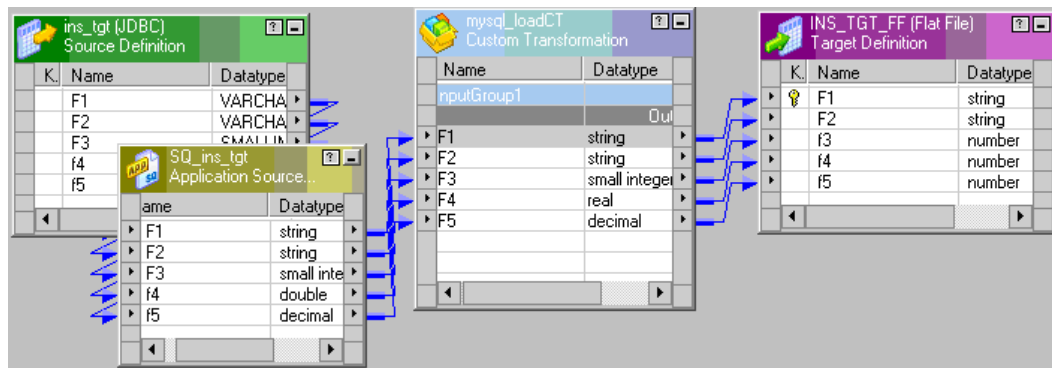 ins_tgt (JDBC)
Source Definition
K. Name Datatype
F1 VARCHA
F2 VARCHA
F3 SMALLIN
f4
f5
SQ_ins_tgt
Application Source...
ame Datatype
F1 string
F2 string
F3 small inte
f4 double
f5 decimal
mysql_loadCT
Custom Transformation
Name Datatype
nputGroup1
Out
F1 string
F2 string
F3 small integer
F4 real
F5 decimal
INS_TGT_FF (Flat File)
Target Definition
K. Name Datatype
F1 string
F2 string
f3 number
f4 number
f5 number